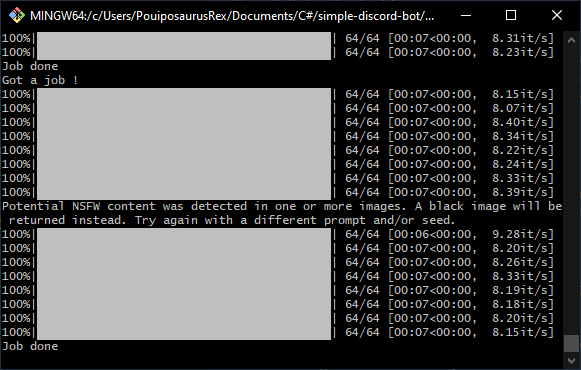 MINGW64:/c/Users/PouiposaurusRex/Documents/C#/simple-discord-bot/...
100%| | 64/64 [00:07<00:00, 8.31it/s]
100%| | 64/64 [00:07<00:00, 8.23it/s]
Job done
Got a job !
100%| | 64/64 [00:07<00:00, 8.15it/s]
100%| | 64/64 [00:07<00:00, 8.07it/s]
100%| | 64/64 [00:07<00:00, 8.40it/s]
100%| | 64/64 [00:07<00:00, 8.34it/s]
100%| | 64/64 [00:07<00:00, 8.22it/s]
100%| | 64/64 [00:07<00:00, 8.24it/s]
100%| | 64/64 [00:07<00:00, 8.33it/s]
100%| | 64/64 [00:07<00:00, 8.39it/s]
Potential NSFW content was detected in one or more images. A black image will be
returned instead. Try again with a different prompt and/or seed.
100%| | 64/64 [00:06<00:00, 9.28it/s]
100%| | 64/64 [00:07<00:00, 8.20it/s]
100%| | 64/64 [00:07<00:00, 8.26it/s]
100%| | 64/64 [00:07<00:00, 8.33it/s]
100%| | 64/64 [00:07<00:00, 8.19it/s]
100%| | 64/64 [00:07<00:00, 8.18it/s]
100%| | 64/64 [00:07<00:00, 8.20it/s]
100%| | 64/64 [00:07<00:00, 8.15it/s]
Job done